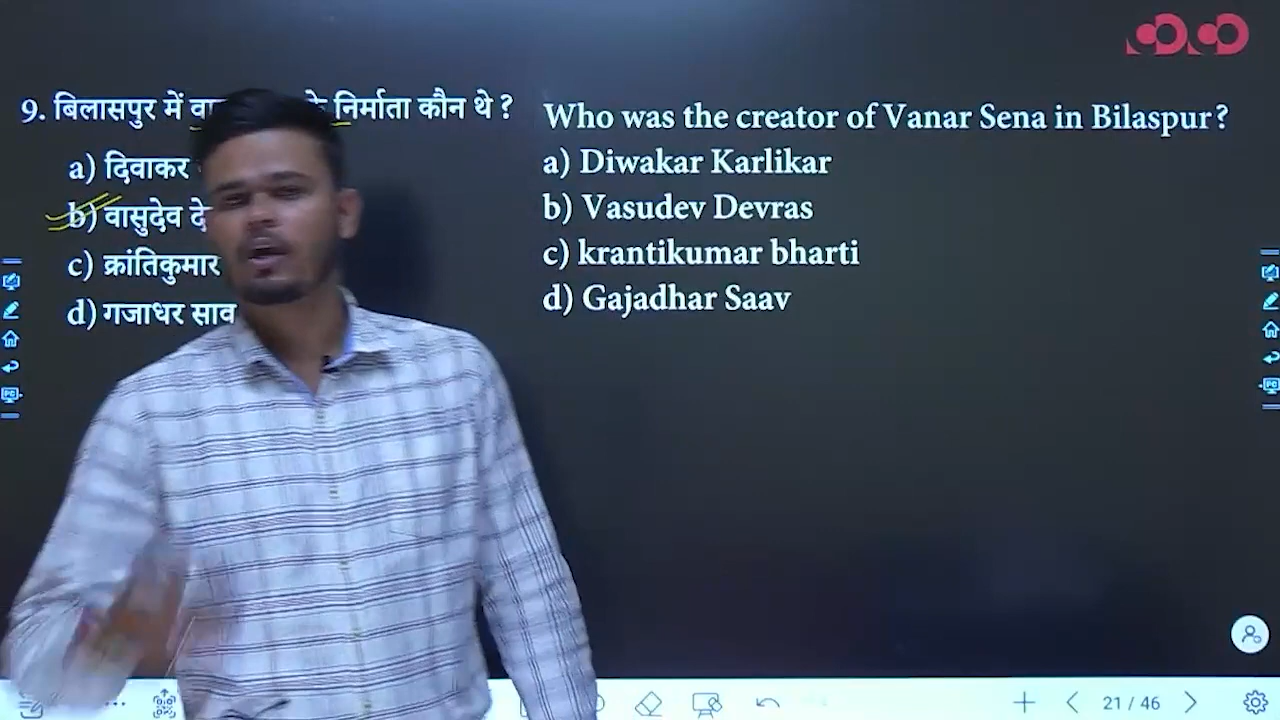 9. बिलासपुर में निर्माता कौन थे ?
a) दिवाकर
b) वासुदेव
c) क्रांतिकुमार
d) गजाधर साव
Who was the creator of Vanar Sena in Bilaspur?
a) Diwakar Karlikar
b) Vasudev Devras
c) krantikumar bharti
d) Gajadhar Saav
21 / 46